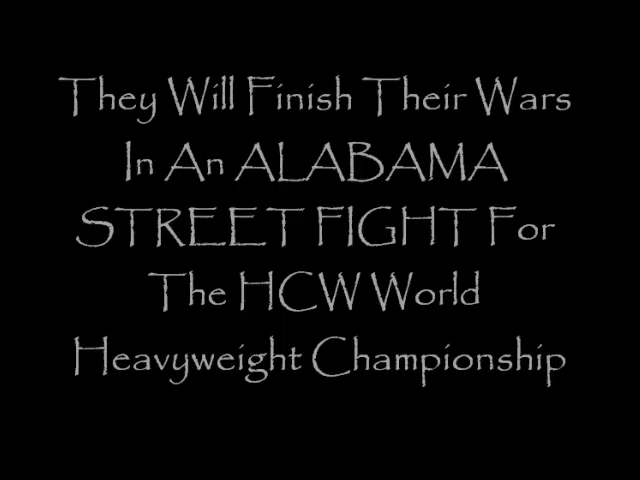 They Will Finish Their Wars
In An ALABAMA
STREET FIGHT For
The HCW World
Heavyweight Championship